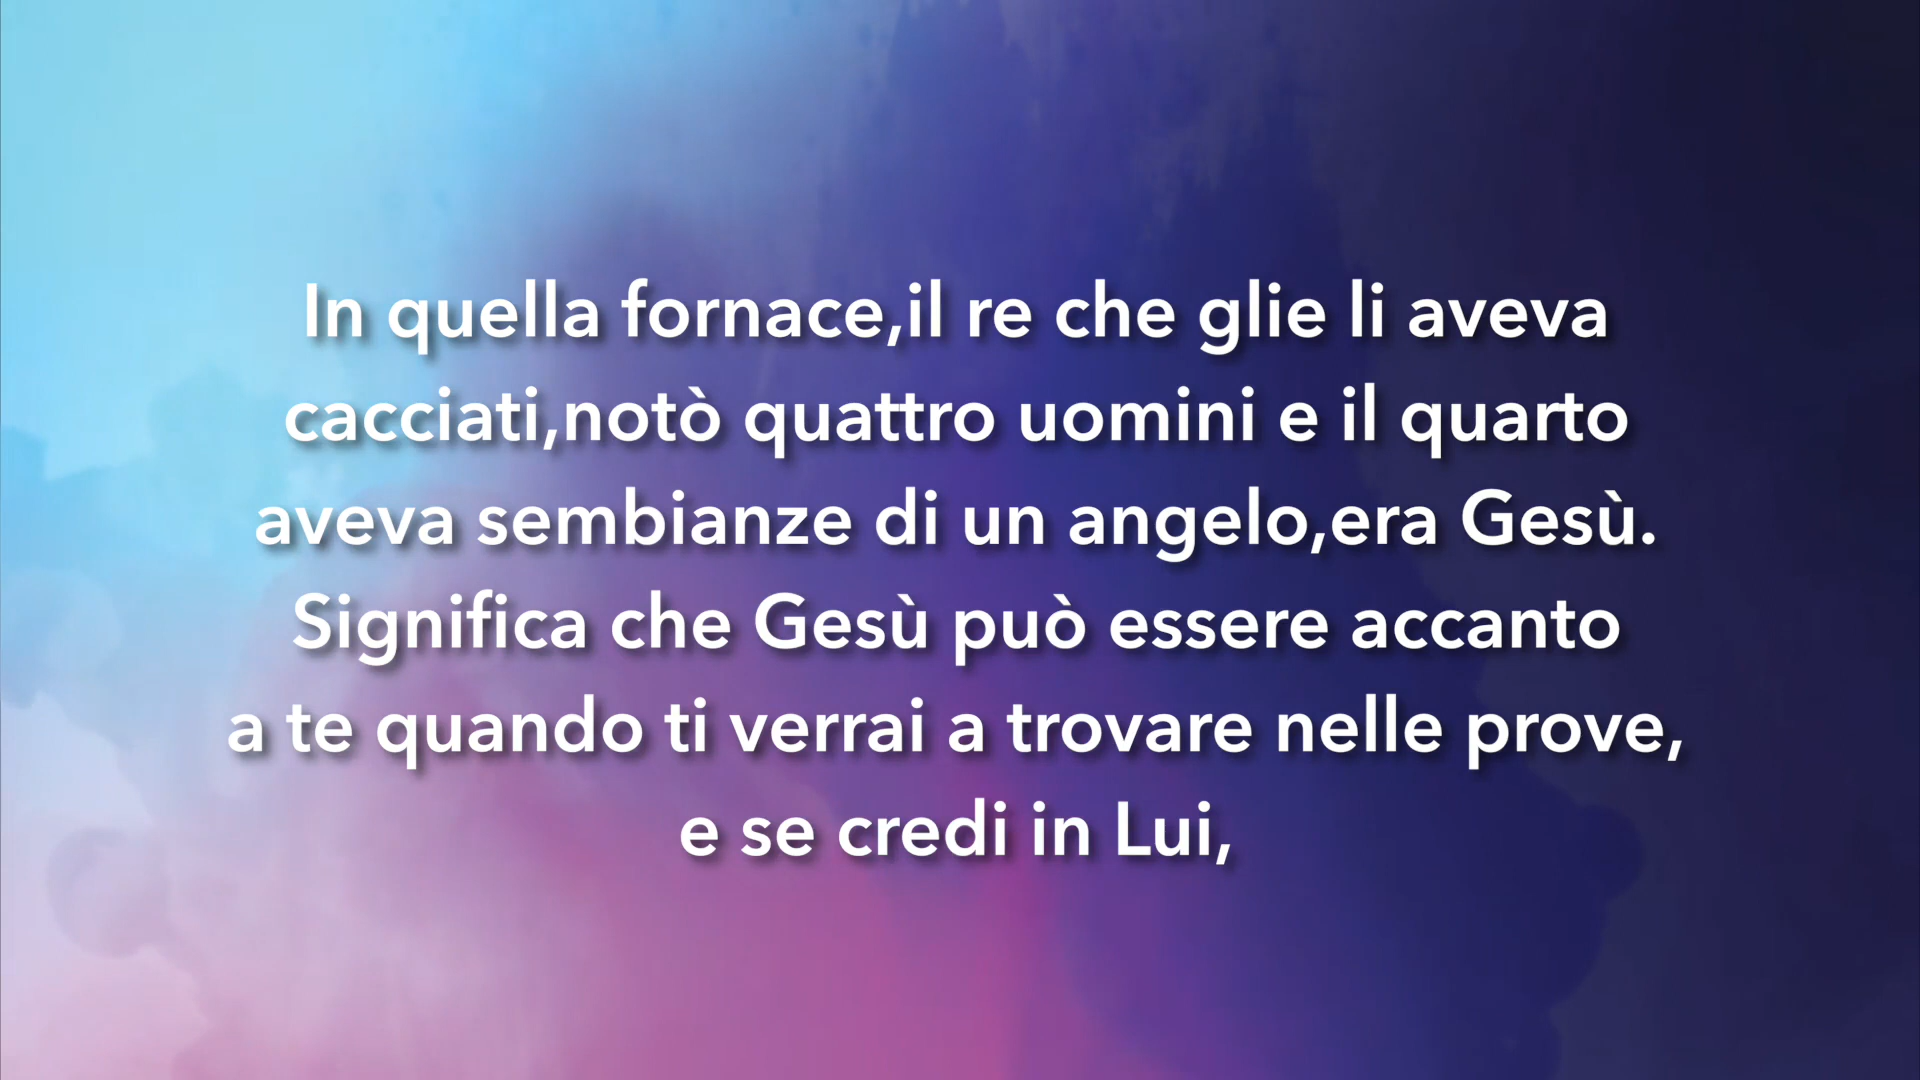 In quella fornace,il re che glie li aveva
cacciati,notò quattro uomini e il quarto
aveva sembianze di un angelo,era Gesù.
Significa che Gesù può essere accanto
a te quando ti verrai a trovare nelle prove,
e se credi in Lui,